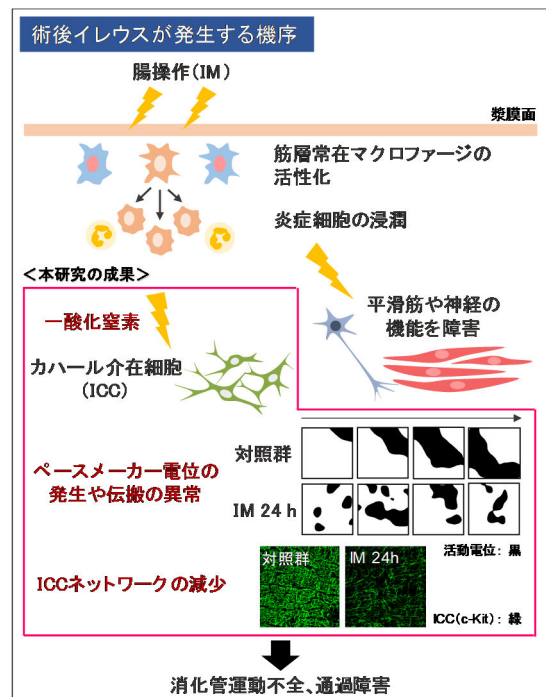 術後イレウスが発生する機序
腸操作(IM)
漿膜面
筋層常在マクロファージの
活性化
炎症細胞の浸潤
<本研究の成果>
一酸化窒素
平滑筋や神経の
機能を障害
カハール介在細胞
(ICC)
対照群
ペースメーカー電位の
発生や伝搬の異常
IM 24 h
活動電位: 黒
対照群
IM 24h
ICCネットワークの減少
ICC(c-Kit): 緑
消化管運動不全、通過障害